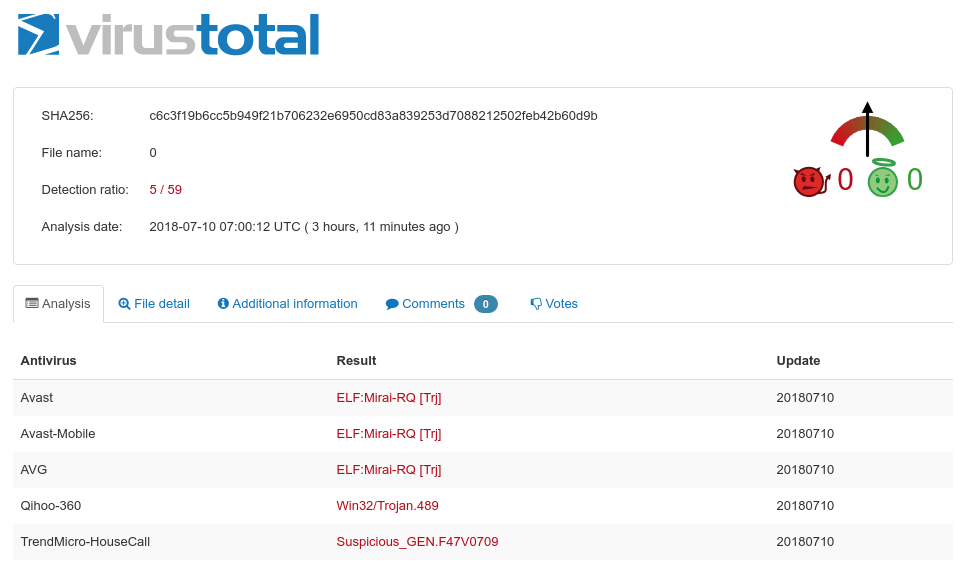 virustotal
SHA256: c6c3f19b6cc5b949f21b706232e6950cd83a839253d7088212502feb42b60d9b
File name: 0
Detection ratio: 5 / 59
Analysis date: 2018-07-10 07:00:12 UTC ( 3 hours, 11 minutes ago )
0 0
Analysis File detail Additional information Comments 0 Votes
Antivirus Result Update
Avast ELF:Mirai-RQ [Trj] 20180710
Avast-Mobile ELF:Mirai-RQ [Trj] 20180710
AVG ELF:Mirai-RQ [Trj] 20180710
Qihoo-360 Win32/Trojan.489 20180710
TrendMicro-HouseCall Suspicious_GEN.F47V0709 20180710